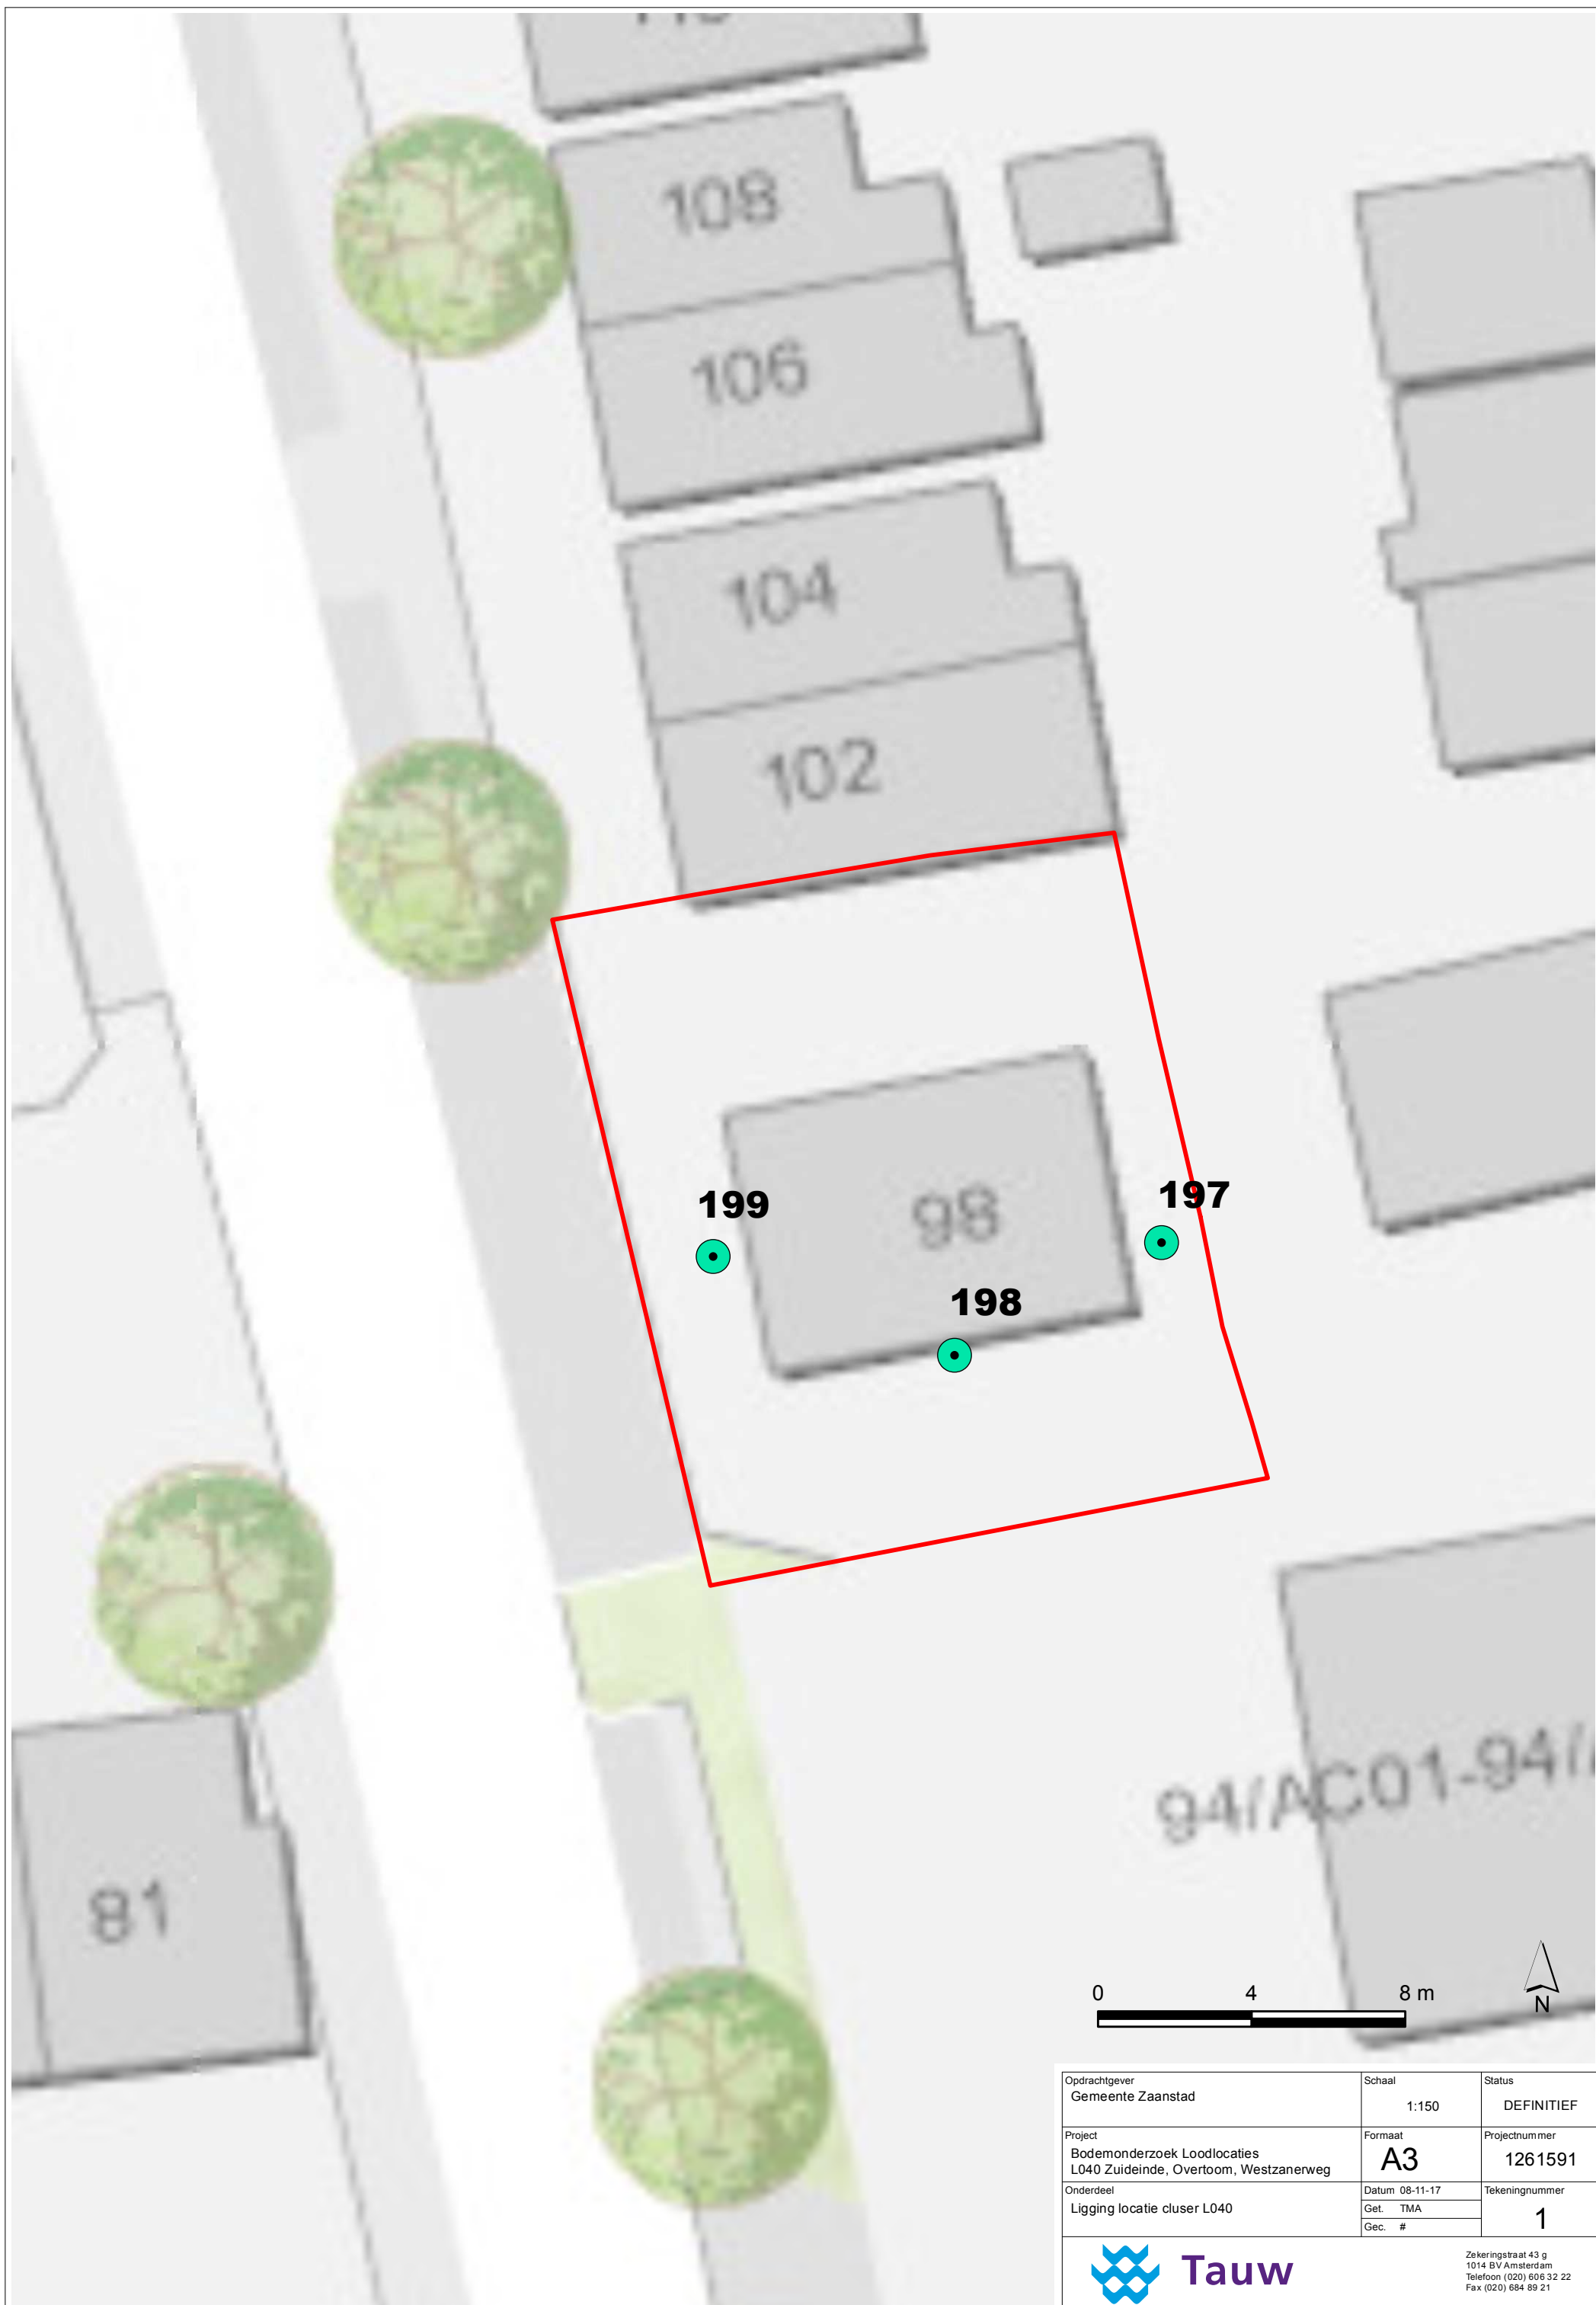 108
106
104
102
199
98
197
198
94/AC01-94/
81
0 4 8 m
N
Opdrachtgever
Gemeente Zaanstad
Schaal
1:150
Status
DEFINITIEF
Project
Bodemonderzoek Loodlocaties
L040 Zuideinde, Overtoom, Westzanerweg
Formaat
A3
Projectnummer
1261591
Onderdeel
Ligging locatie cluser L040
Datum 08-11-17
Get. TMA
Gec. #
Tekeningnummer
1
Tauw
Zekeringstraat 43 g
1014 BV Amsterdam
Telefoon (020) 606 32 22
Fax (020) 684 89 21